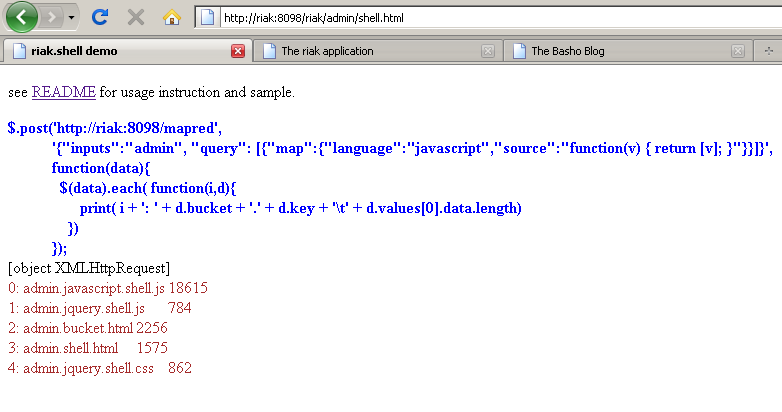 http://riak:8098/riak/admin/shell.html
riak.shell demo The riak application The Basho Blog
see README for usage instruction and sample.
$.post('http://riak:8098/mapred',
'{"inputs":"admin", "query": [{"map":{"language":"javascript","source":"function(v) { return [v]; }"}}]}',
function(data){
$(data).each( function(i,d){
print( i + ': ' + d.bucket + '.' + d.key + '\t' + d.values[0].data.length)
})
});
[object XMLHttpRequest]
0: admin.javascript.shell.js 18615
1: admin.jquery.shell.js 784
2: admin.bucket.html 2256
3: admin.shell.html 1575
4: admin.jquery.shell.css 862